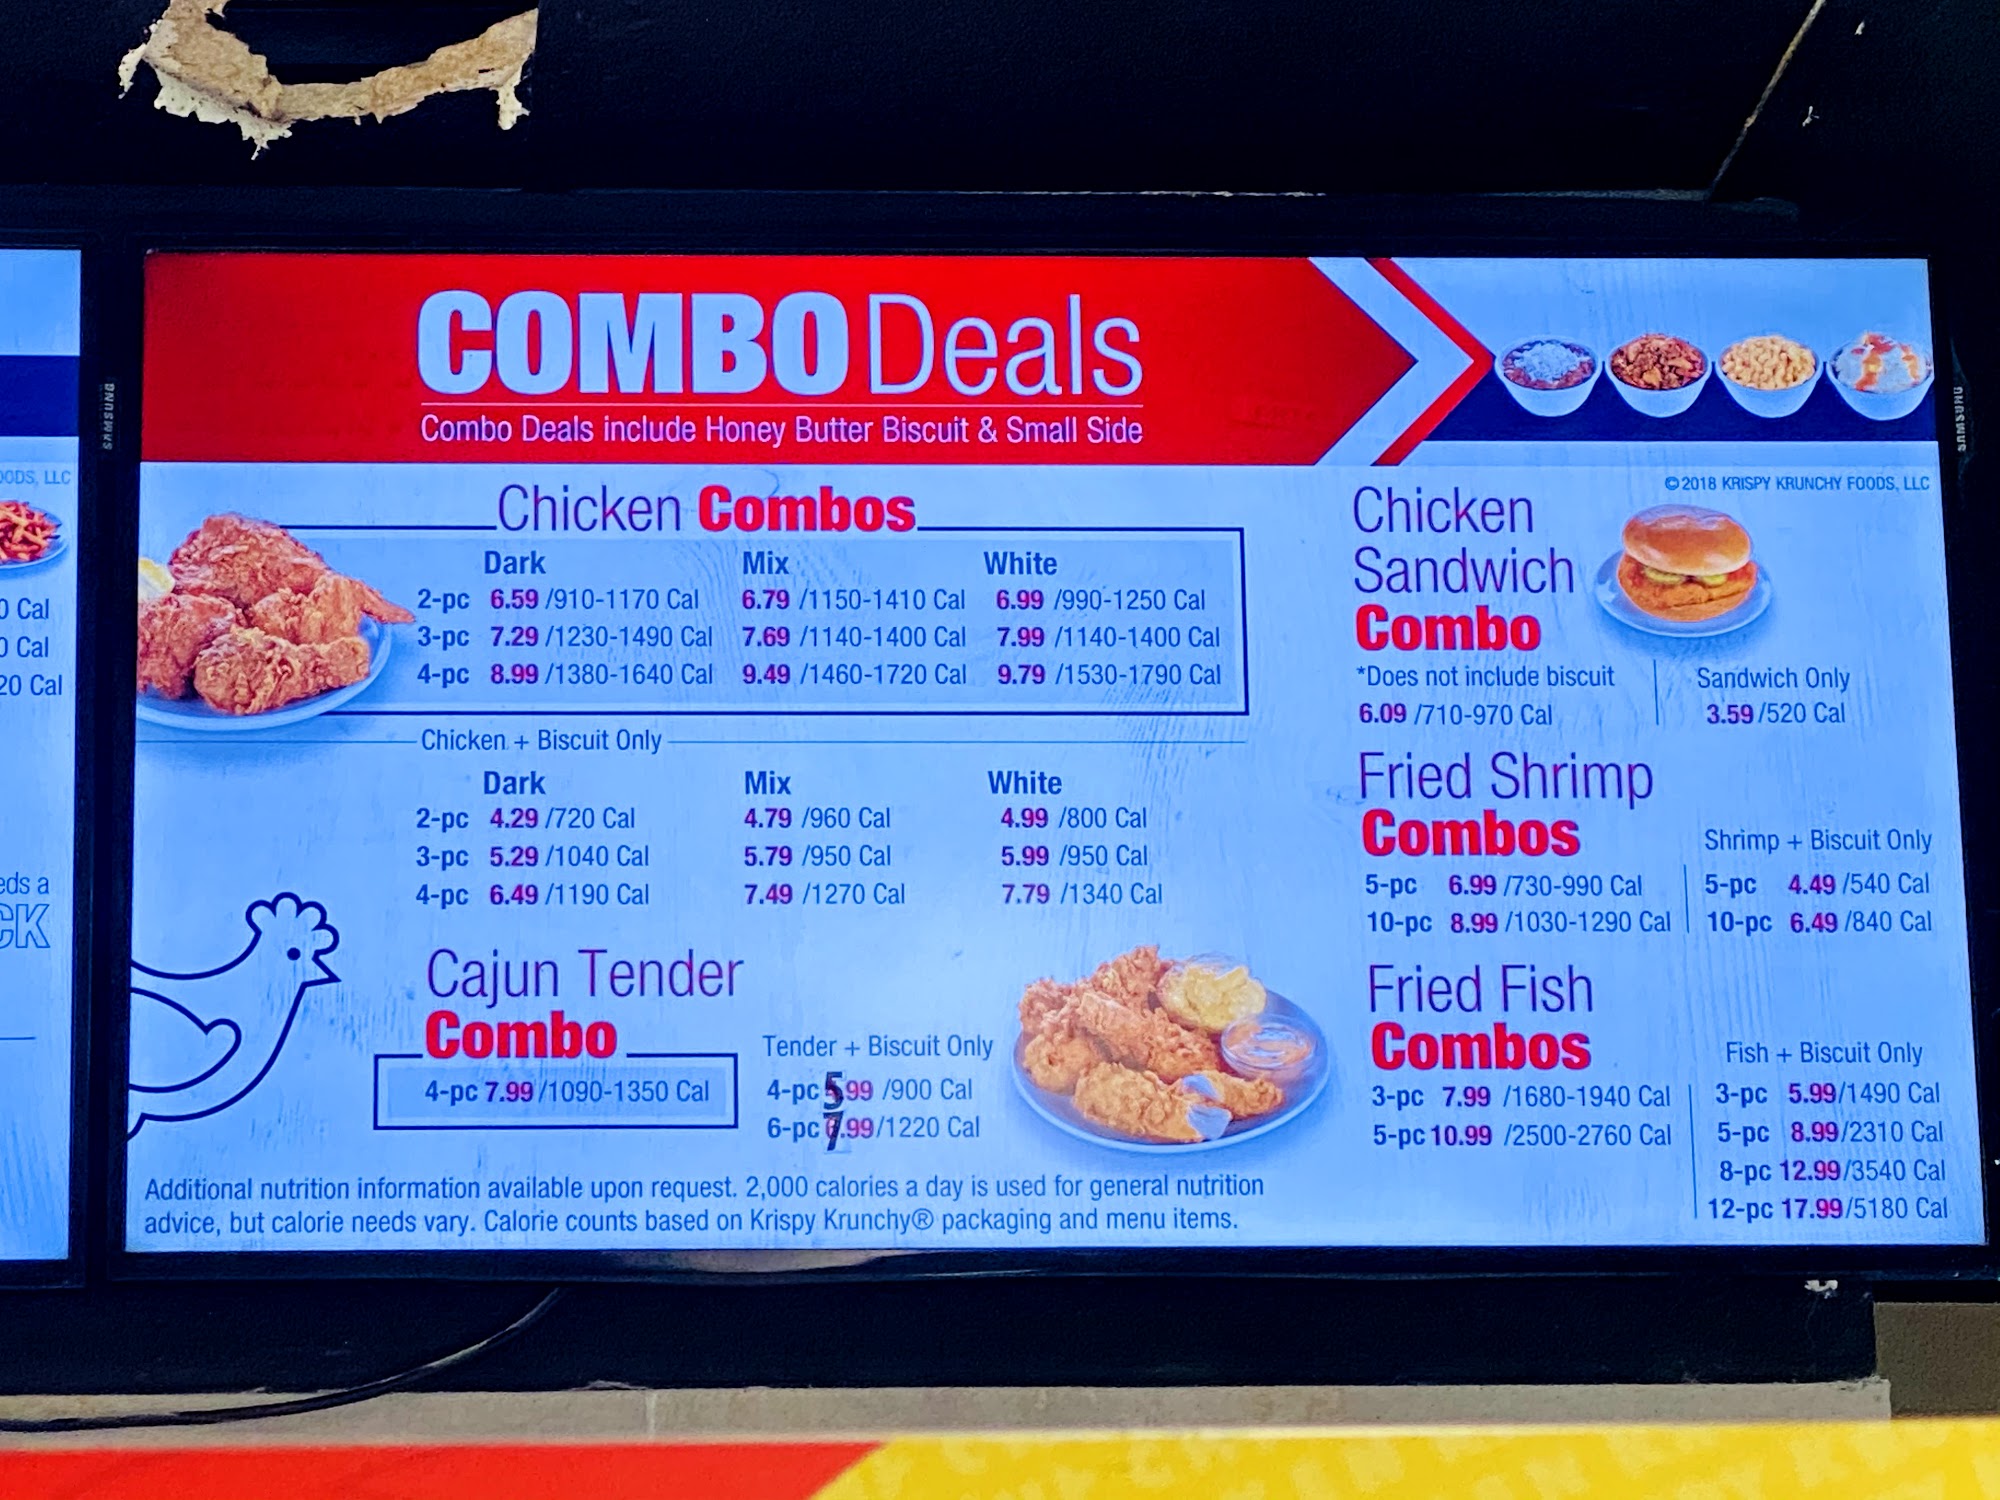 COMBO Deals
Combo Deals include Honey Butter Biscuit & Small Side
SAMSUNG
SAMSUNG
OODS, LLC
0 Cal
0 Cal
20 Cal
eds a
CK
©2018 KRISPY KRUNCHY FOODS, LLC
Chicken Combos
Dark Mix White
2-pc 6.59 /910-1170 Cal 6.79 /1150-1410 Cal 6.99 /990-1250 Cal
3-pc 7.29 /1230-1490 Cal 7.69 /1140-1400 Cal 7.99 /1140-1400 Cal
4-pc 8.99 /1380-1640 Cal 9.49 /1460-1720 Cal 9.79 /1530-1790 Cal
Chicken + Biscuit Only
Dark Mix White
2-pc 4.29 /720 Cal 4.79 /960 Cal 4.99 /800 Cal
3-pc 5.29 /1040 Cal 5.79 /950 Cal 5.99 /950 Cal
4-pc 6.49 /1190 Cal 7.49 /1270 Cal 7.79 /1340 Cal
Cajun Tender
Combo
4-pc 7.99 /1090-1350 Cal
Tender + Biscuit Only
4-pc 5.99 /900 Cal
6-pc 7.99 /1220 Cal
Chicken
Sandwich
Combo
*Does not include biscuit
6.09 /710-970 Cal
Sandwich Only
3.59 /520 Cal
Fried Shrimp
Combos
5-pc 6.99 /730-990 Cal
10-pc 8.99 /1030-1290 Cal
Shrimp + Biscuit Only
5-pc 4.49 /540 Cal
10-pc 6.49 /840 Cal
Fried Fish
Combos
3-pc 7.99 /1680-1940 Cal
5-pc 10.99 /2500-2760 Cal
Fish + Biscuit Only
3-pc 5.99/1490 Cal
5-pc 8.99/2310 Cal
8-pc 12.99/3540 Cal
12-pc 17.99/5180 Cal
Additional nutrition information available upon request. 2,000 calories a day is used for general nutrition
advice, but calorie needs vary. Calorie counts based on Krispy Krunchy® packaging and menu items.